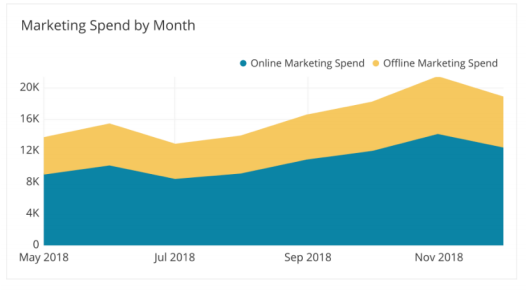 Marketing Spend by Month
Online Marketing Spend Offline Marketing Spend
20K
16K
12K
8K
4K
0
May 2018 Jul 2018 Sep 2018 Nov 2018